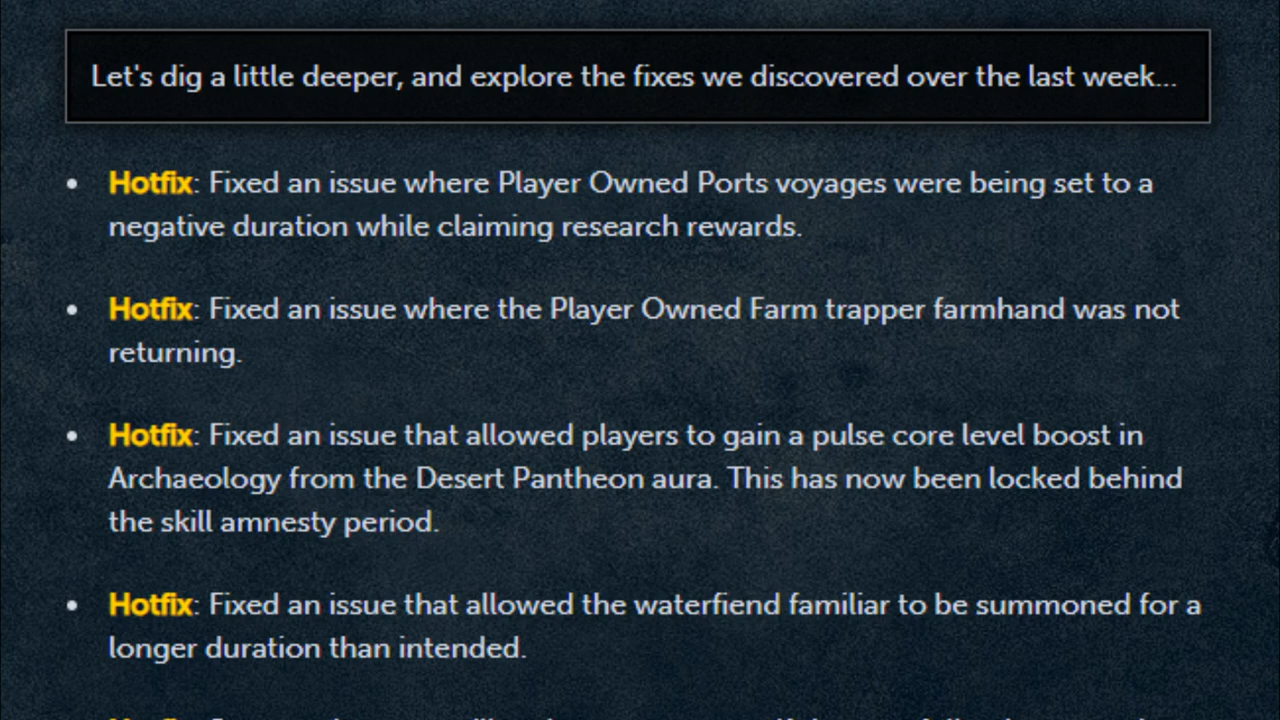 Let's dig a little deeper, and explore the fixes we discovered over the last week...
• Hotfix: Fixed an issue where Player Owned Ports voyages were being set to a
negative duration while claiming research rewards.
• Hotfix: Fixed an issue where the Player Owned Farm trapper farmhand was not
returning.
• Hotfix: Fixed an issue that allowed players to gain a pulse core level boost in
Archaeology from the Desert Pantheon aura. This has now been locked behind
the skill amnesty period.
• Hotfix: Fixed an issue that allowed the waterfiend familiar to be summoned for a
longer duration than intended.